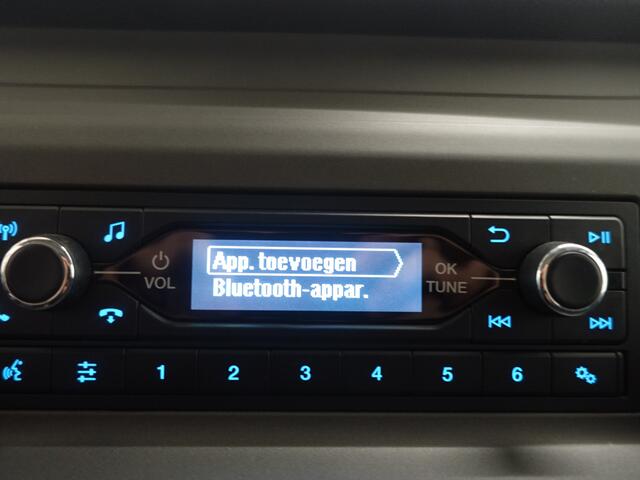 App. toevoegen
Bluetooth-appar.
VOL
OK
TUNE
1 2 3 4 5 6